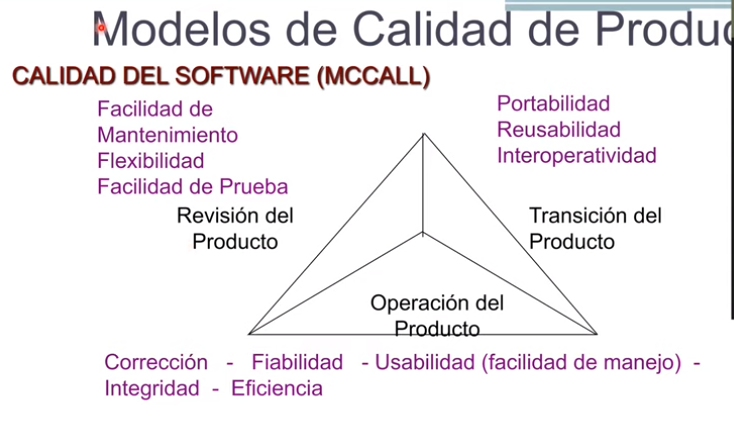 Modelos de Calidad de Produc
CALIDAD DEL SOFTWARE (MCCALL)
Facilidad de
Mantenimiento
Flexibilidad
Facilidad de Prueba
Portabilidad
Reusabilidad
Interoperatividad
Revisión del
Producto
Transición del
Producto
Operación del
Producto
Corrección - Fiabilidad - Usabilidad (facilidad de manejo) -
Integridad - Eficiencia